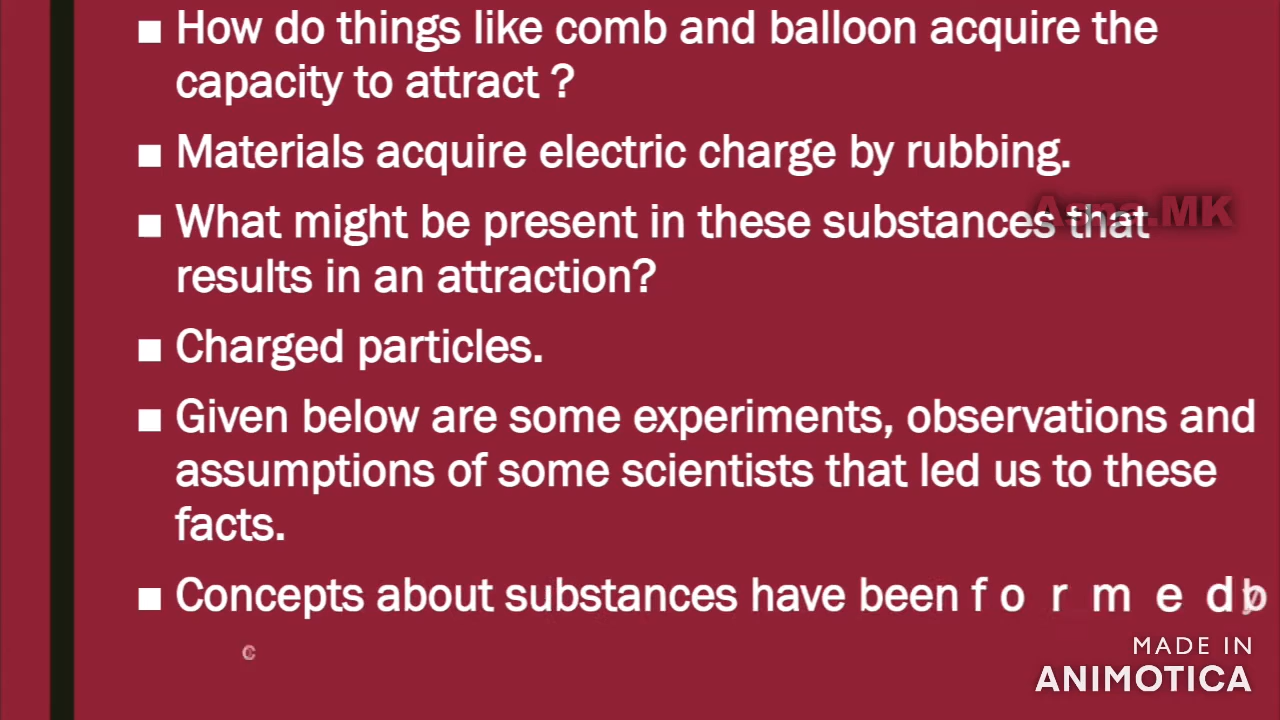 ▪ How do things like comb and balloon acquire the
capacity to attract ?
▪ Materials acquire electric charge by rubbing.
▪ What might be present in these substances that
results in an attraction?
▪ Charged particles.
▪ Given below are some experiments, observations and
assumptions of some scientists that led us to these
facts.
▪ Concepts about substances have been f o r m e d
c
Asna.MK
MADE IN
ANIMOTICA